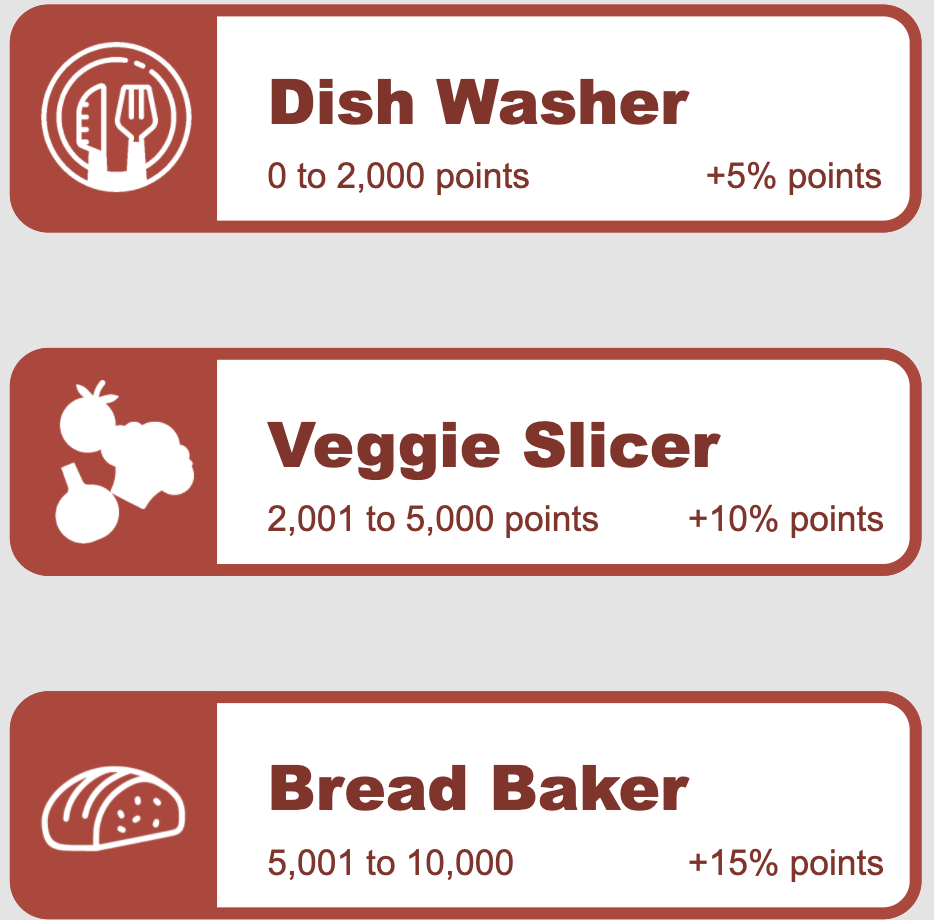 Dish Washer
0 to 2,000 points +5% points
Veggie Slicer
2,001 to 5,000 points +10% points
Bread Baker
5,001 to 10,000 +15% points